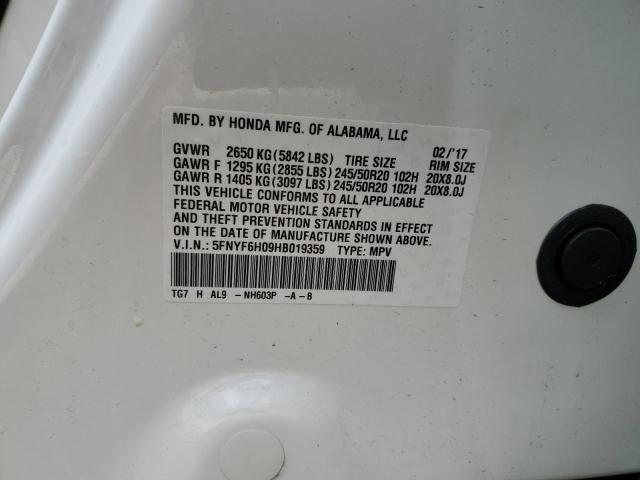 MFD. BY HONDA MFG. OF ALABAMA, LLC
GVWR 2650 KG(5842 LBS) TIRE SIZE 02/'17 RIM SIZE
GAWR F 1295 KG(2855 LBS) 245/50R20 102H 20X8.0J
GAWR R 1405 KG(3097 LBS) 245/50R20 102H 20X8.0J
THIS VEHICLE CONFORMS TO ALL APPLICABLE
FEDERAL MOTOR VEHICLE SAFETY
AND THEFT PREVENTION STANDARDS IN EFFECT
ON THE DATE OF MANUFACTURE SHOWN ABOVE.
V.I.N.: 5FNYF6H09HB019359 TYPE: MPV
TG7 H AL9 -NH603P -A-B